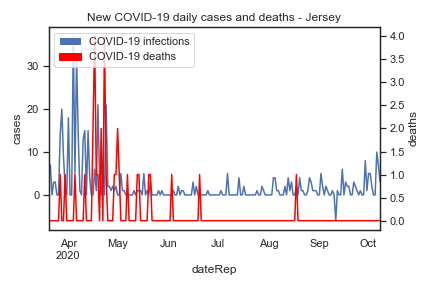 New COVID-19 daily cases and deaths - Jersey
COVID-19 infections
COVID-19 deaths
cases
30
20
10
0
deaths
4.0
3.5
3.0
2.5
2.0
1.5
1.0
0.5
0.0
Apr May Jun Jul Aug Sep Oct
2020
dateRep